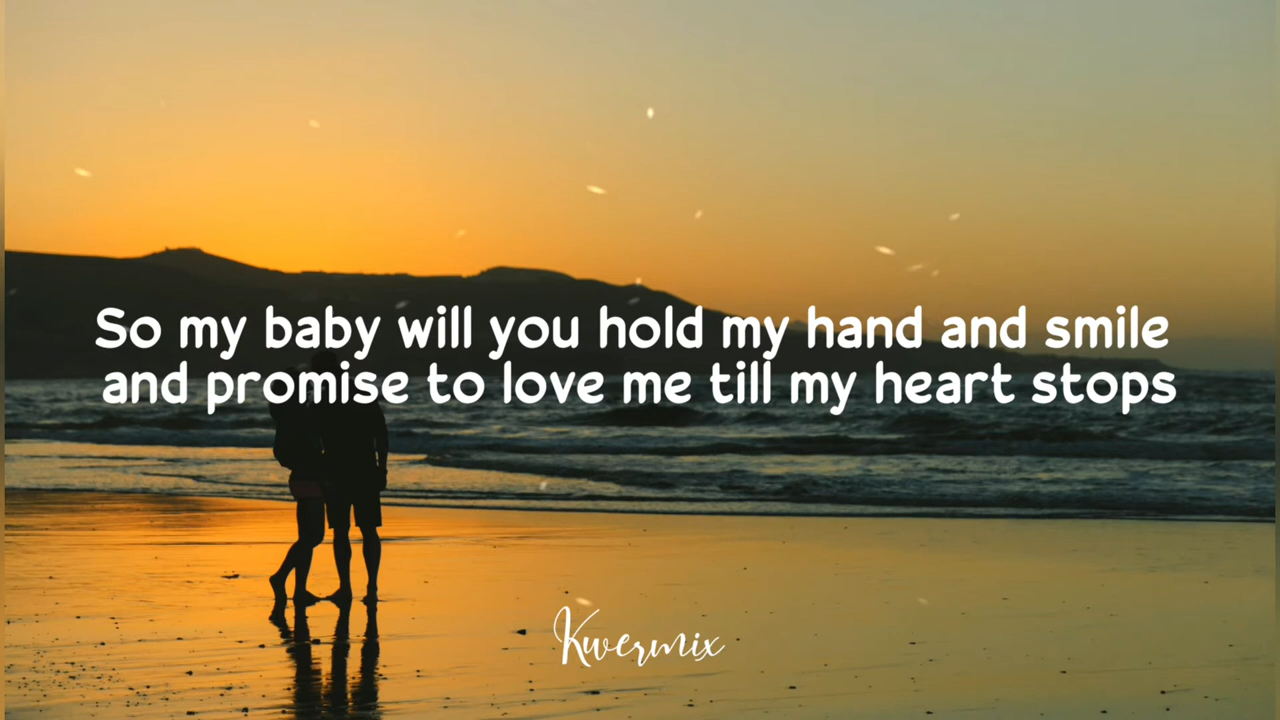 So my baby will you hold my hand and smile
and promise to love me till my heart stops
Kwermix